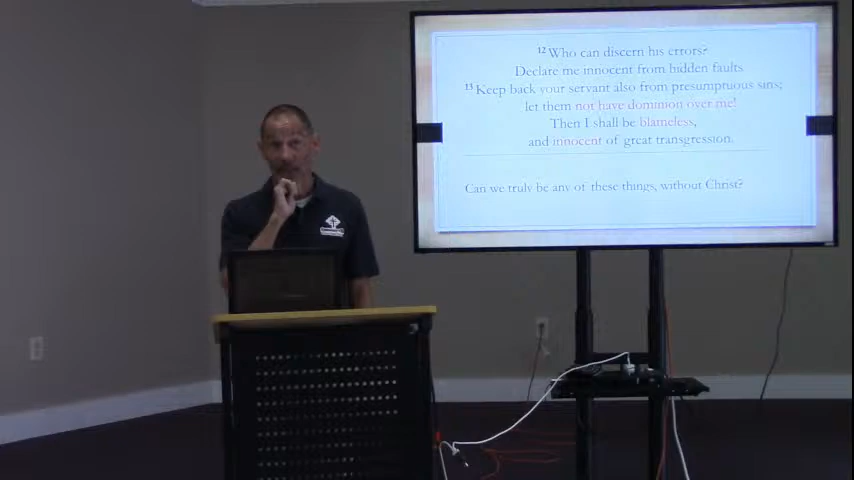 12 Who can discern his errors?
Declare me innocent from hidden faults.
13 Keep back your servant also from presumptuous sins;
let them not have dominion over me!
Then I shall be blameless,
and innocent of great transgression.
Can we truly be any of these things, without Christ?